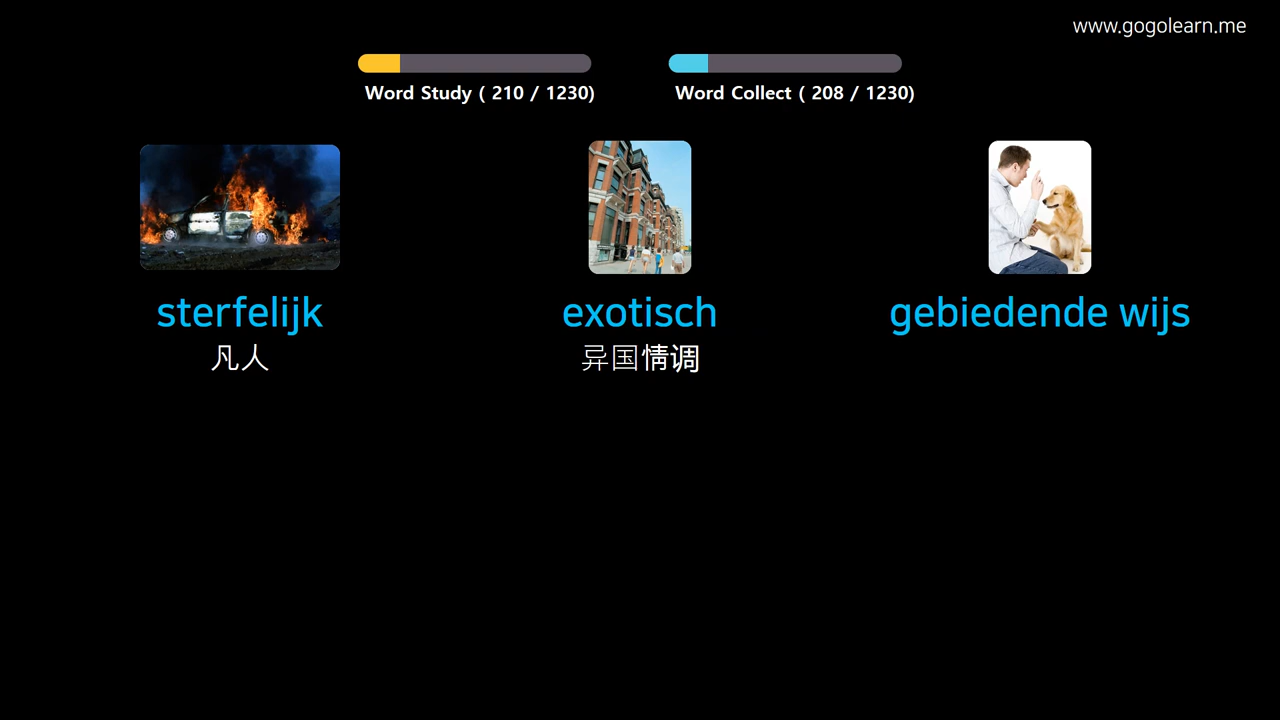 www.gogolearn.me
Word Study ( 210 / 1230)
Word Collect ( 208 / 1230)
sterfelijk
凡人
exotisch
异国情调
gebiedende wijs